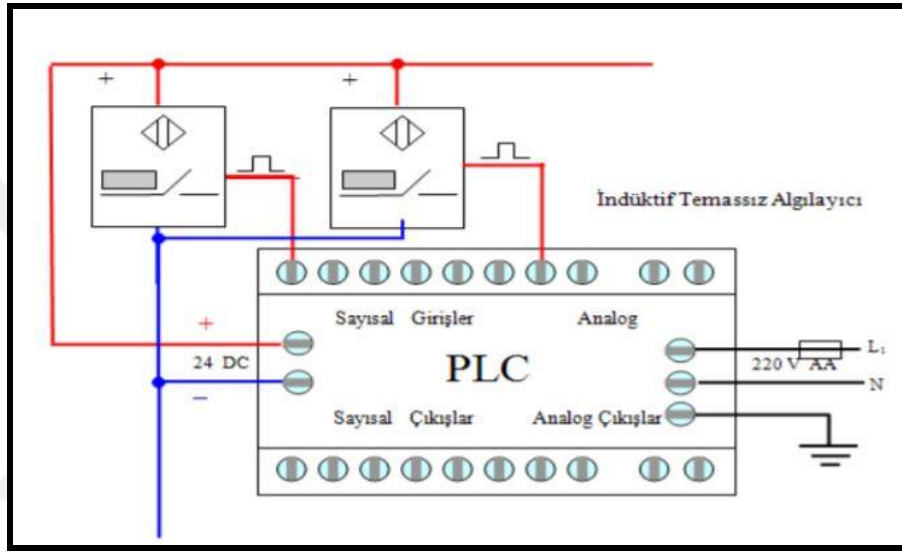 +
+
İndüktif Temassız Algılayıcı
Sayısal Girişler
Analog
+
24 DC
−
PLC
L₁
220 V AA
N
Sayısal Çıkışlar
Analog Çıkışlar